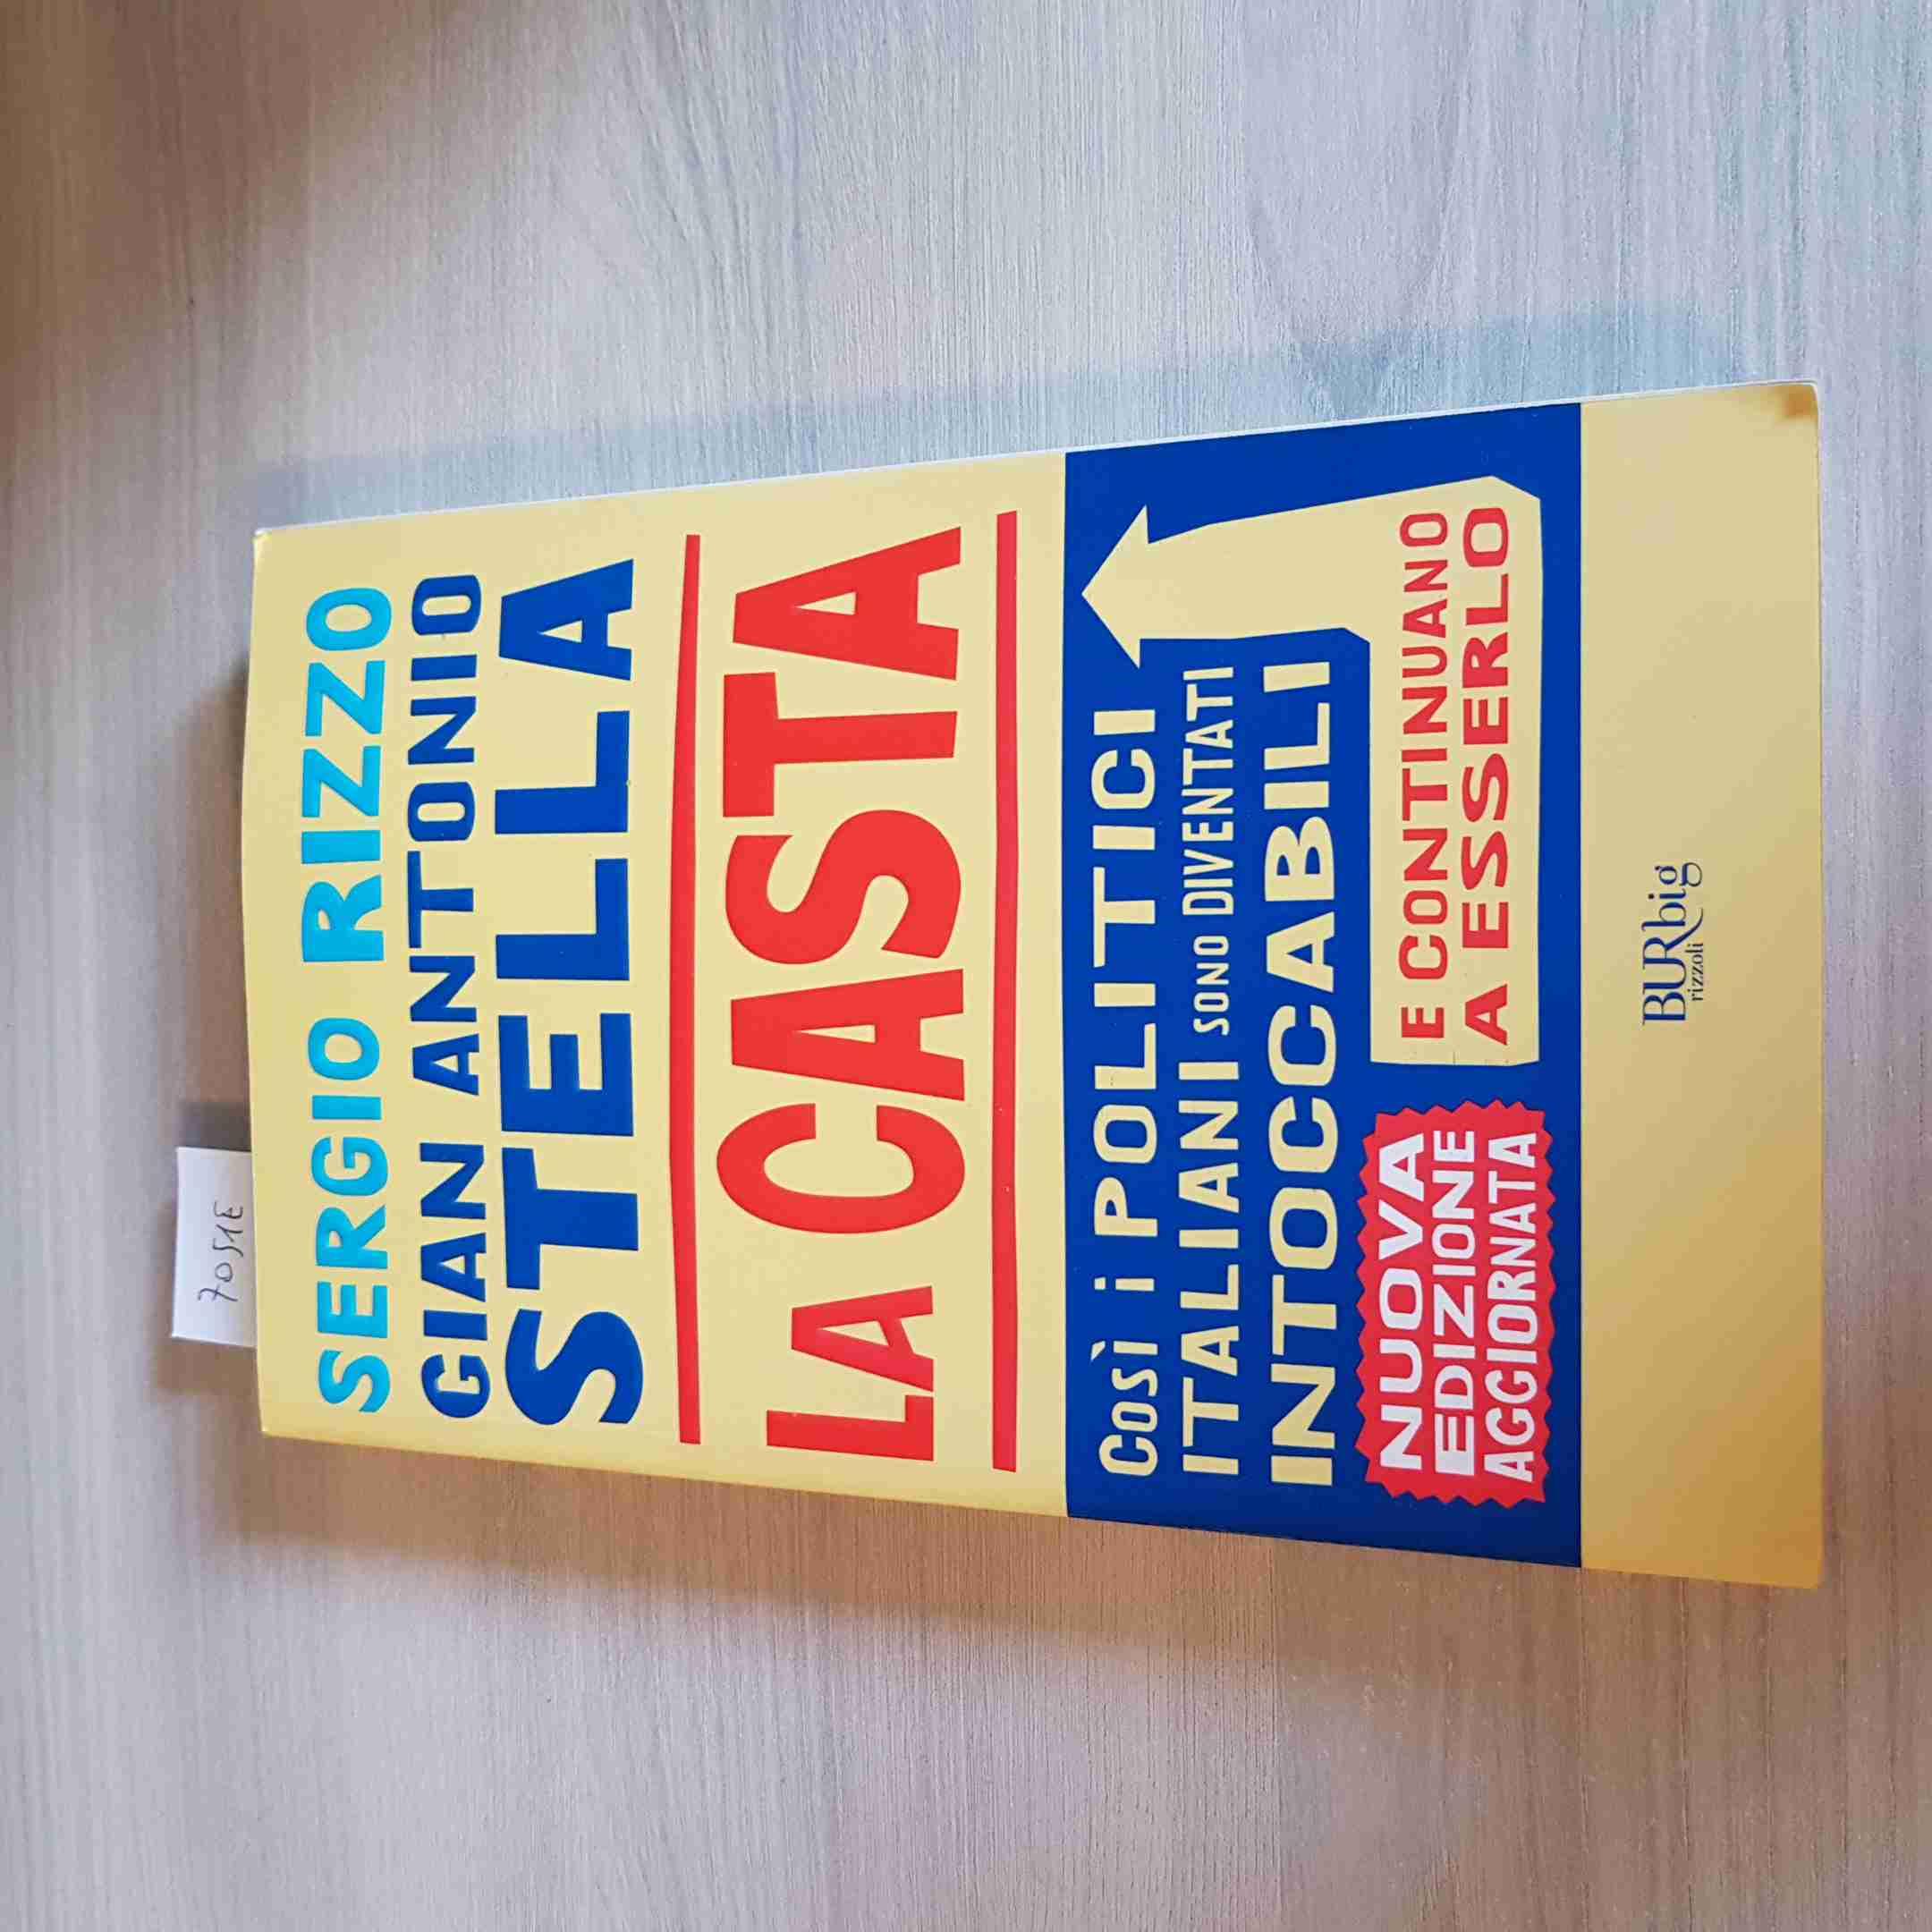 SERGIO RIZZO
GIAN ANTONIO
STELLA
LA CASTA
Così i POLITICI
ITALIANI SONO DIVENTATI
INTOCCABILI
E CONTINUANO
A ESSERLO
NUOVA
EDIZIONE
AGGIORNATA
BURbig
rizzoli